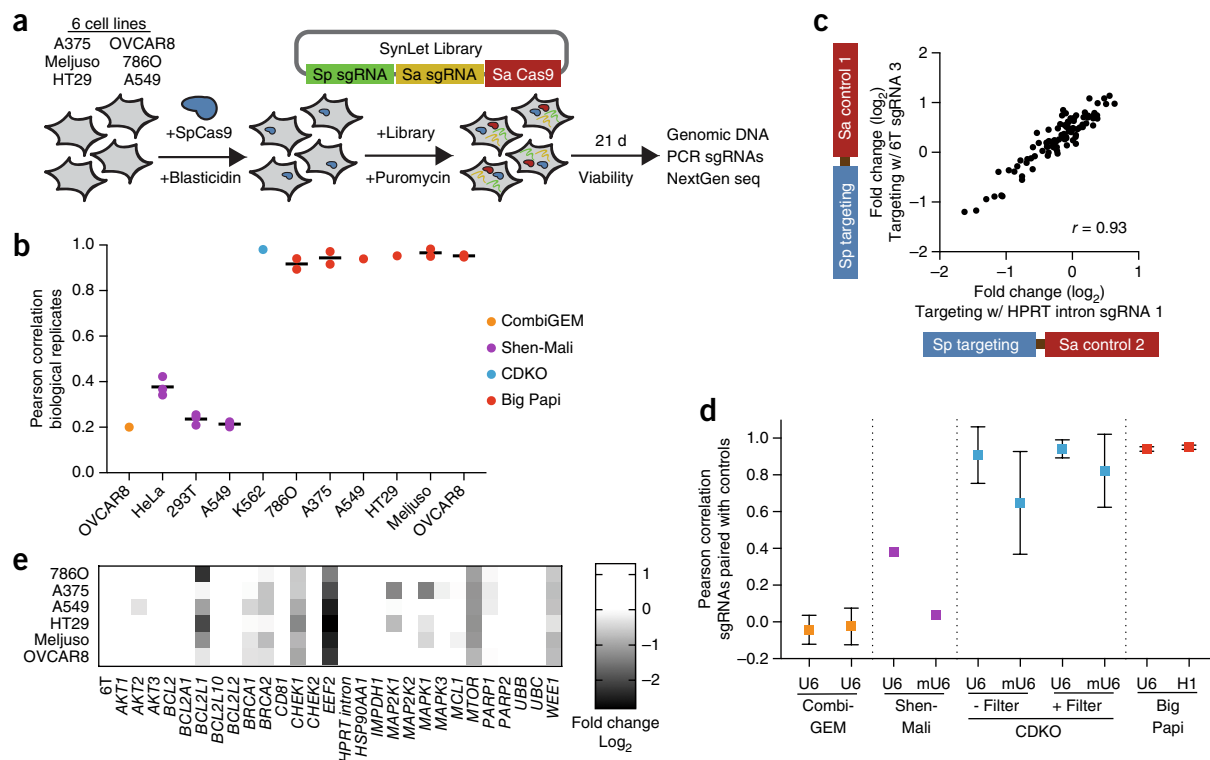 a
6 cell lines
A375 OVCAR8
Meljuso 786O
HT29 A549
+SpCas9
+Blasticidin
SynLet Library
Sp sgRNA Sa sgRNA Sa Cas9
+Library
+Puromycin
21 d
Viability
Genomic DNA
PCR sgRNAs
NextGen seq
b
Pearson correlation
biological replicates
1.0
0.8
0.6
0.4
0.2
0.0
OVCAR8
HeLa
293T
A549
K562
786O
A375
A549
HT29
Meljuso
OVCAR8
CombiGEM
Shen-Mali
CDKO
Big Papi
c
Sp targeting Sa control 1
Fold change (log2)
Targeting w/ 6T sgRNA 3
2
1
0
−1
−2
r = 0.93
−2 −1 0 1
Fold change (log2)
Targeting w/ HPRT intron sgRNA 1
Sp targeting Sa control 2
d
Pearson correlation
sgRNAs paired with controls
1.0
0.8
0.6
0.4
0.2
0.0
−0.2
U6 U6 U6 mU6 U6 mU6 U6 mU6 U6 H1
Combi-
GEM
Shen-
Mali
- Filter + Filter
CDKO
Big
Papi
e
786O
A375
A549
HT29
Meljuso
OVCAR8
6T
AKT1
AKT2
AKT3
BCL2
BCL2A1
BCL2L1
BCL2L10
BCL2L2
BRCA1
BRCA2
CD81
CHEK1
CHEK2
EEF2
HPRT intron
HSP90AA1
IMPDH1
MAP2K1
MAP2K2
MAPK1
MAPK3
MCL1
MTOR
PARP1
PARP2
UBB
UBC
WEE1
1
0
−1
−2
Fold change
Log2